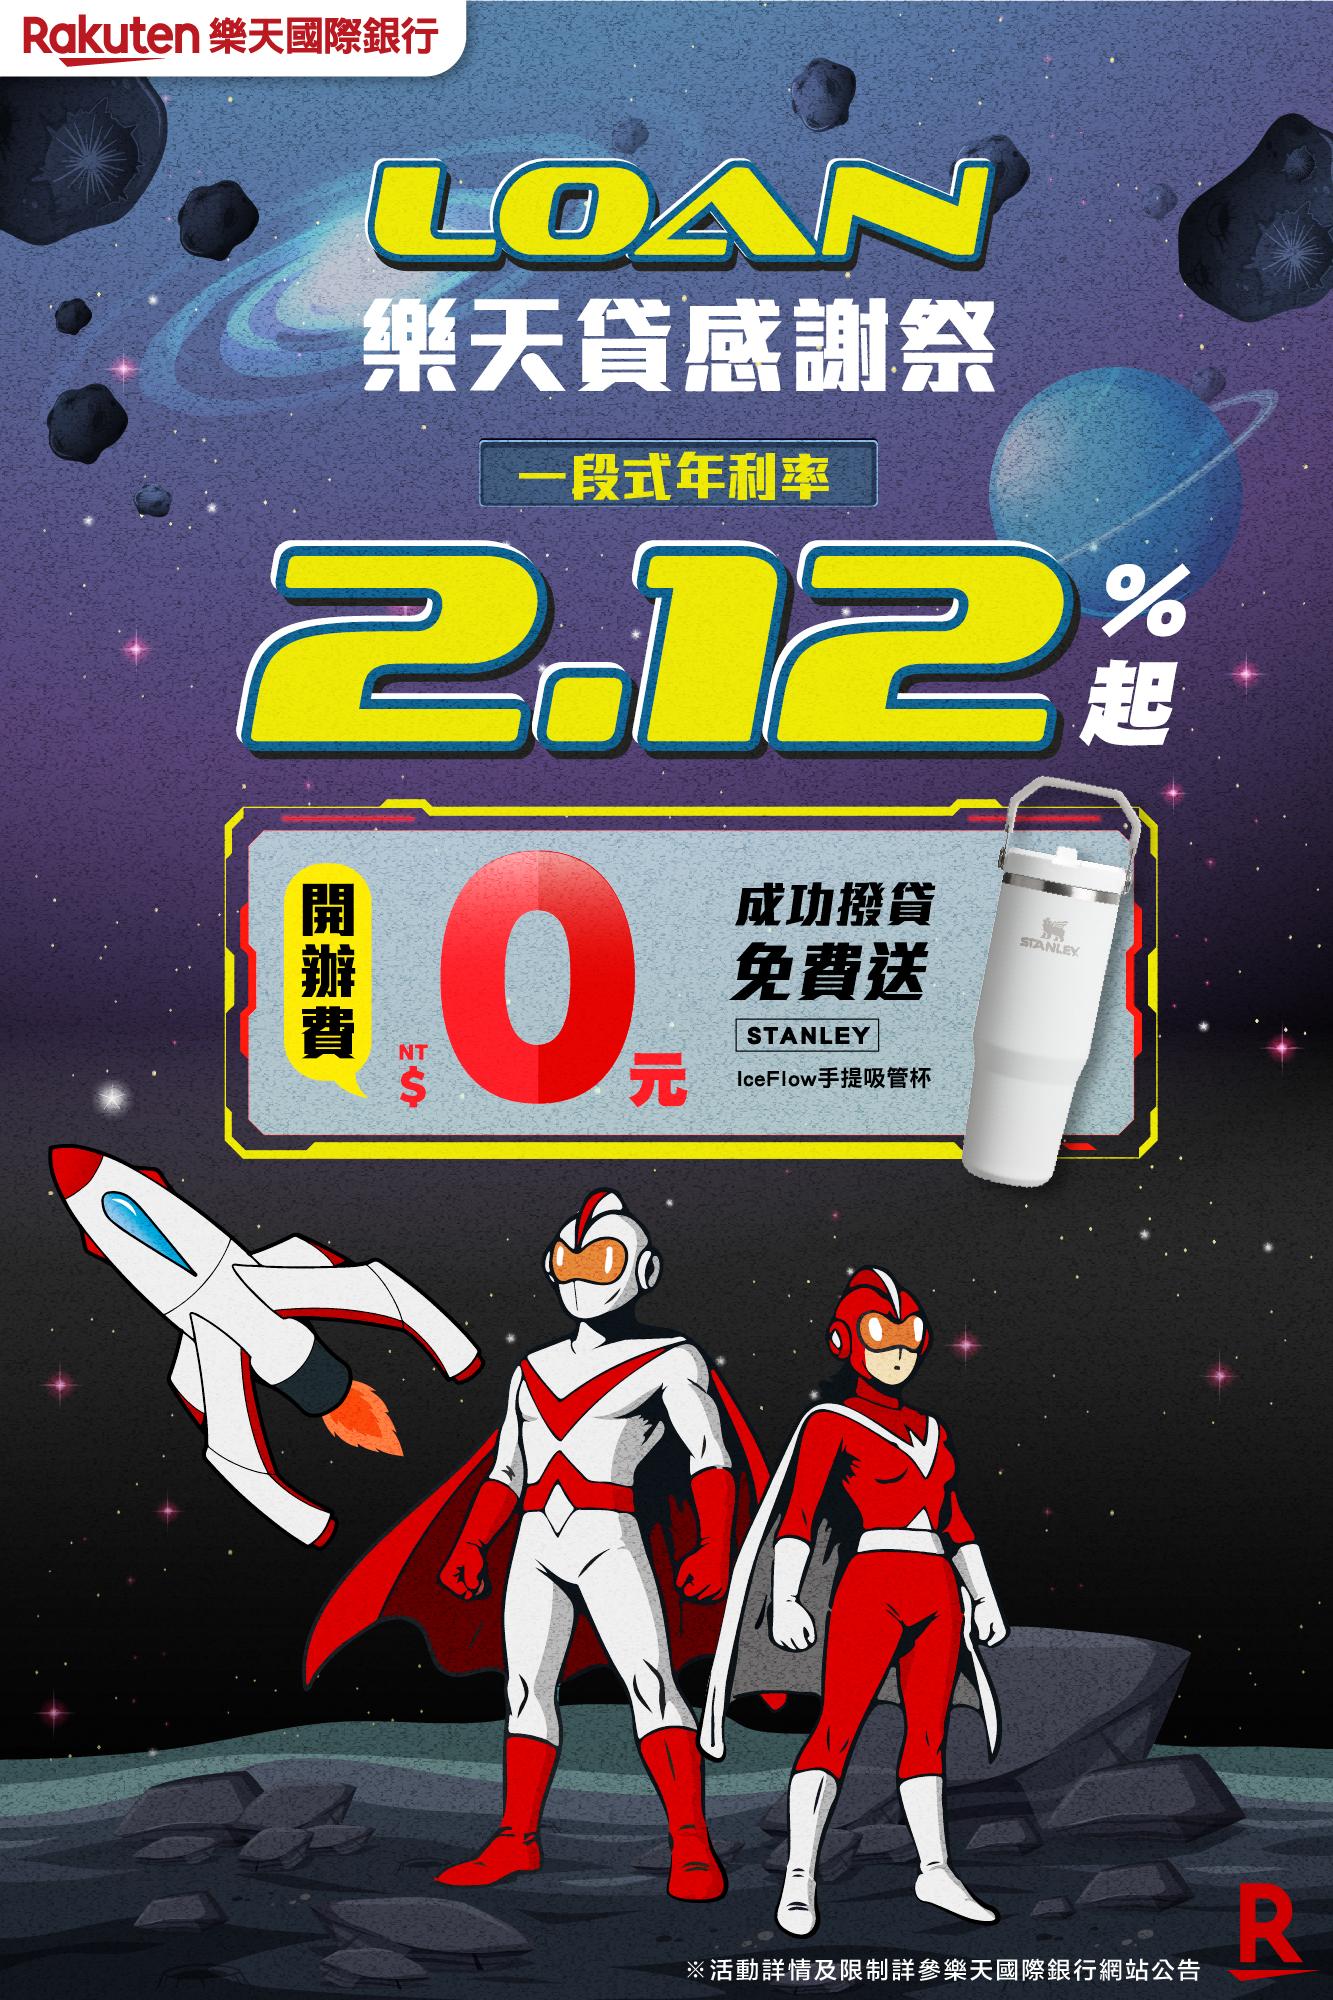 Rakuten 樂天國際銀行
LOAN
樂天貸感謝祭
一段式年利率
2.12%起
開辦費
NT$0元
成功撥貸
免費送
STANLEY
IceFlow手提吸管杯
STANLEY
※活動詳情及限制詳參樂天國際銀行網站公告
R